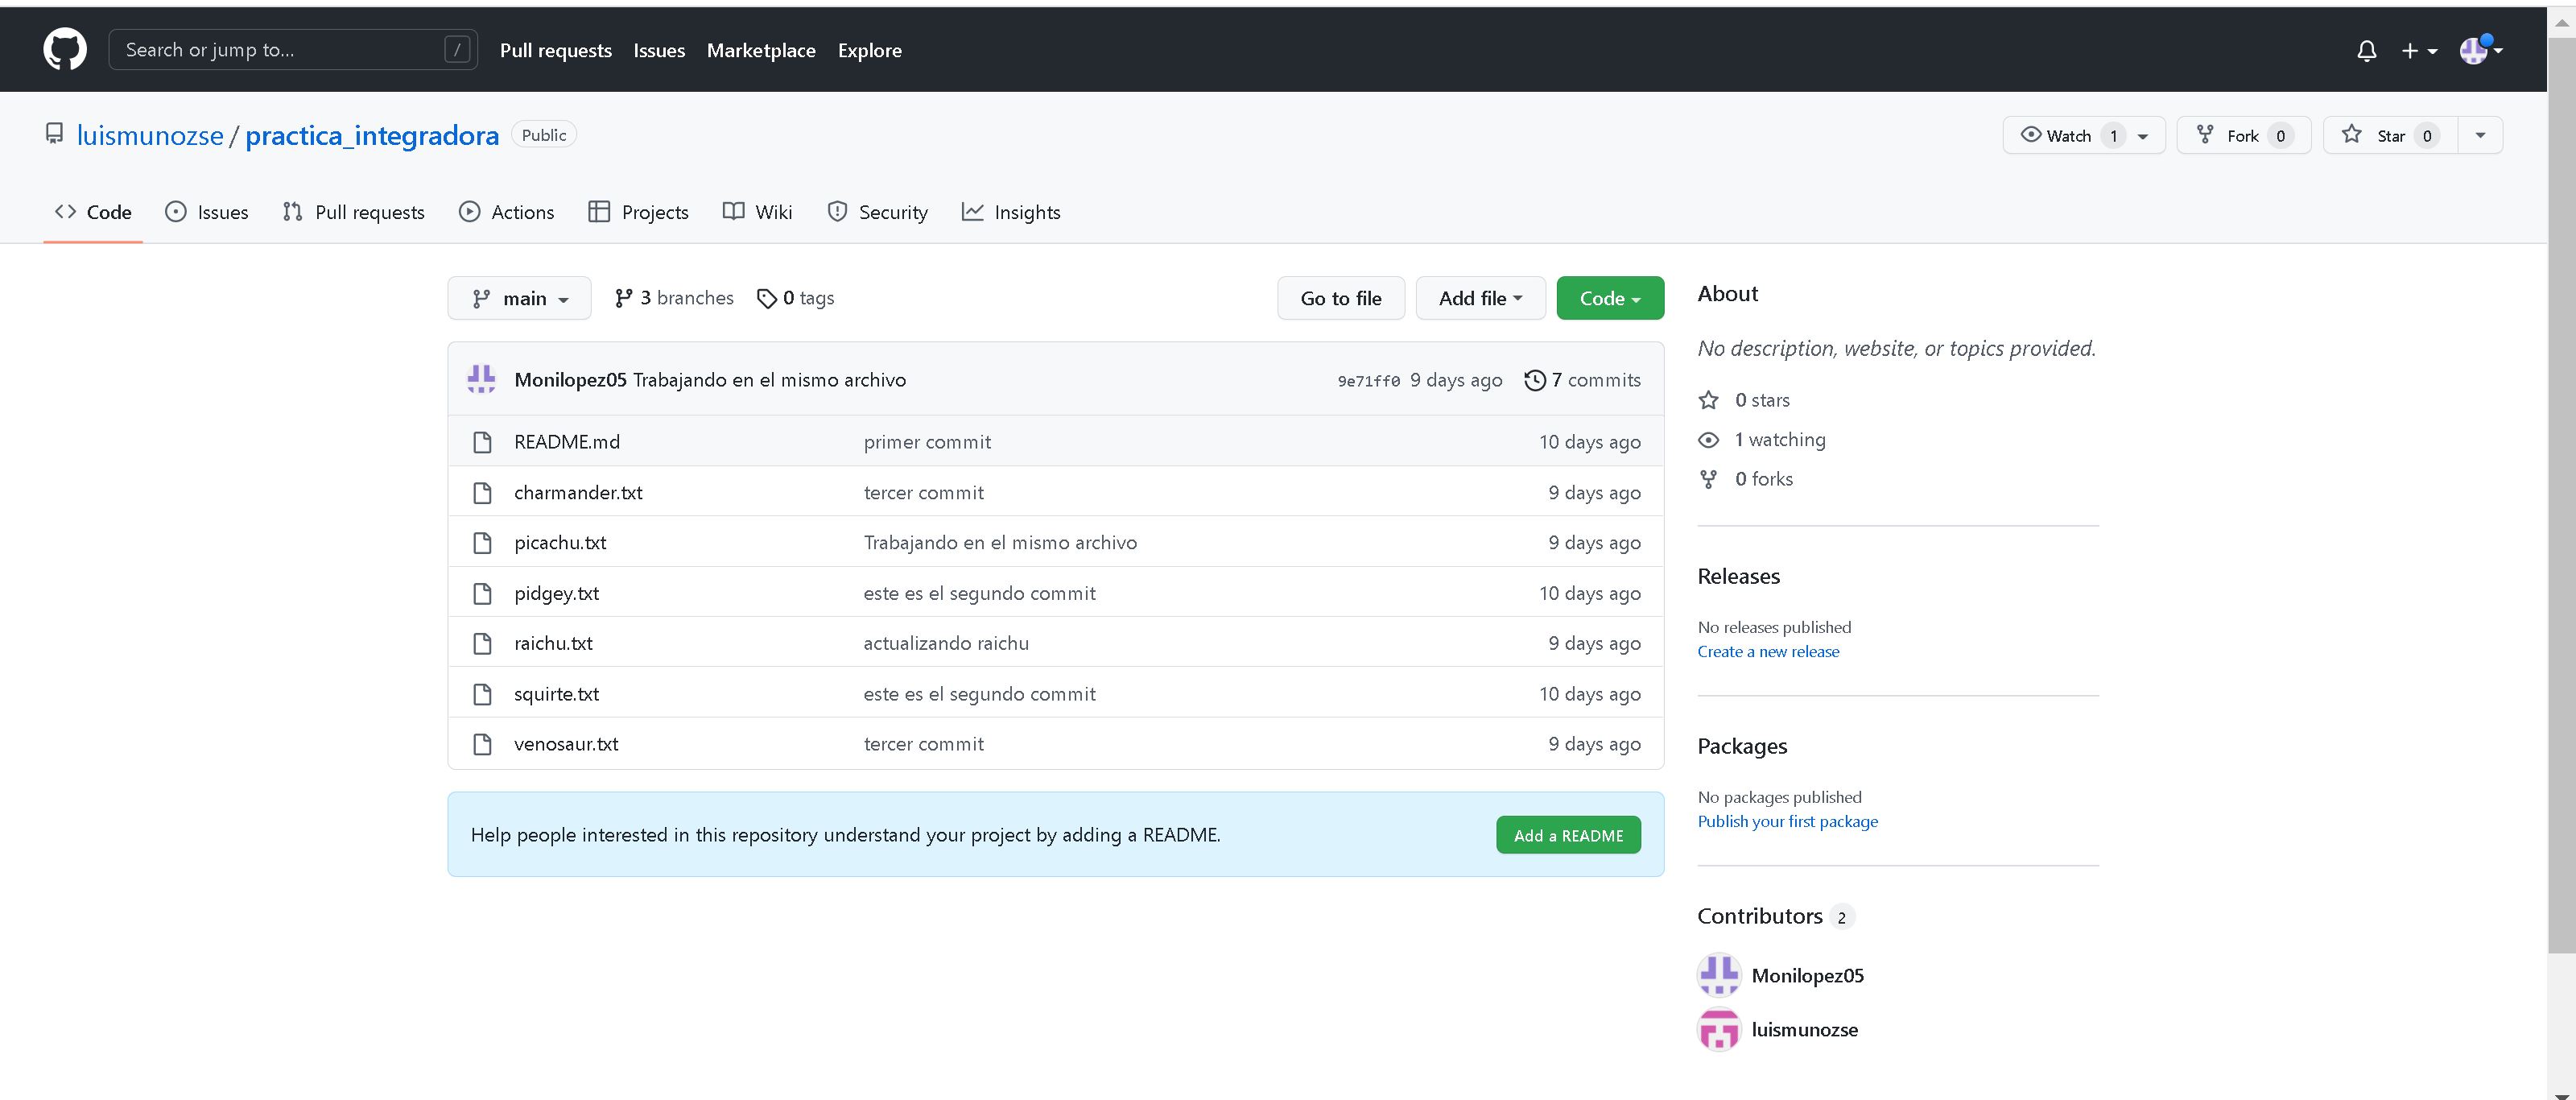 Search or jump to... /
Pull requests Issues Marketplace Explore
luismunozse / practica_integradora Public
Watch 1 Fork 0 Star 0
Code Issues Pull requests Actions Projects Wiki Security Insights
main 3 branches 0 tags Go to file Add file Code
Monilopez05 Trabajando en el mismo archivo 9e71ff0 9 days ago 7 commits
README.md primer commit 10 days ago
charmander.txt tercer commit 9 days ago
picachu.txt Trabajando en el mismo archivo 9 days ago
pidgey.txt este es el segundo commit 10 days ago
raichu.txt actualizando raichu 9 days ago
squirte.txt este es el segundo commit 10 days ago
venosaur.txt tercer commit 9 days ago
Help people interested in this repository understand your project by adding a README. Add a README
About
No description, website, or topics provided.
0 stars
1 watching
0 forks
Releases
No releases published
Create a new release
Packages
No packages published
Publish your first package
Contributors 2
Monilopez05
luismunozse